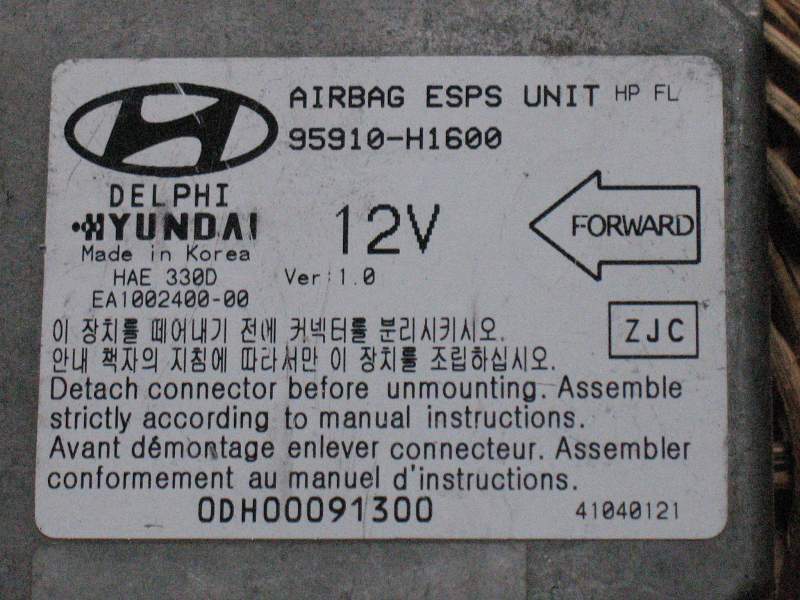 AIRBAG ESPS UNIT HP FL
95910-H1600
DELPHI
HYUNDAI
Made in Korea
HAE 330D
EA1002400-00
12V
Ver:1.0
FORWARD
ZJC
이 장치를 떼어내기 전에 커넥터를 분리시키시오.
안내 책자의 지침에 따라서만 이 장치를 조립하십시오.
Detach connector before unmounting. Assemble
strictly according to manual instructions.
Avant démontage enlever connecteur. Assembler
conformement au manuel d'instructions.
0DH00091300
41040121